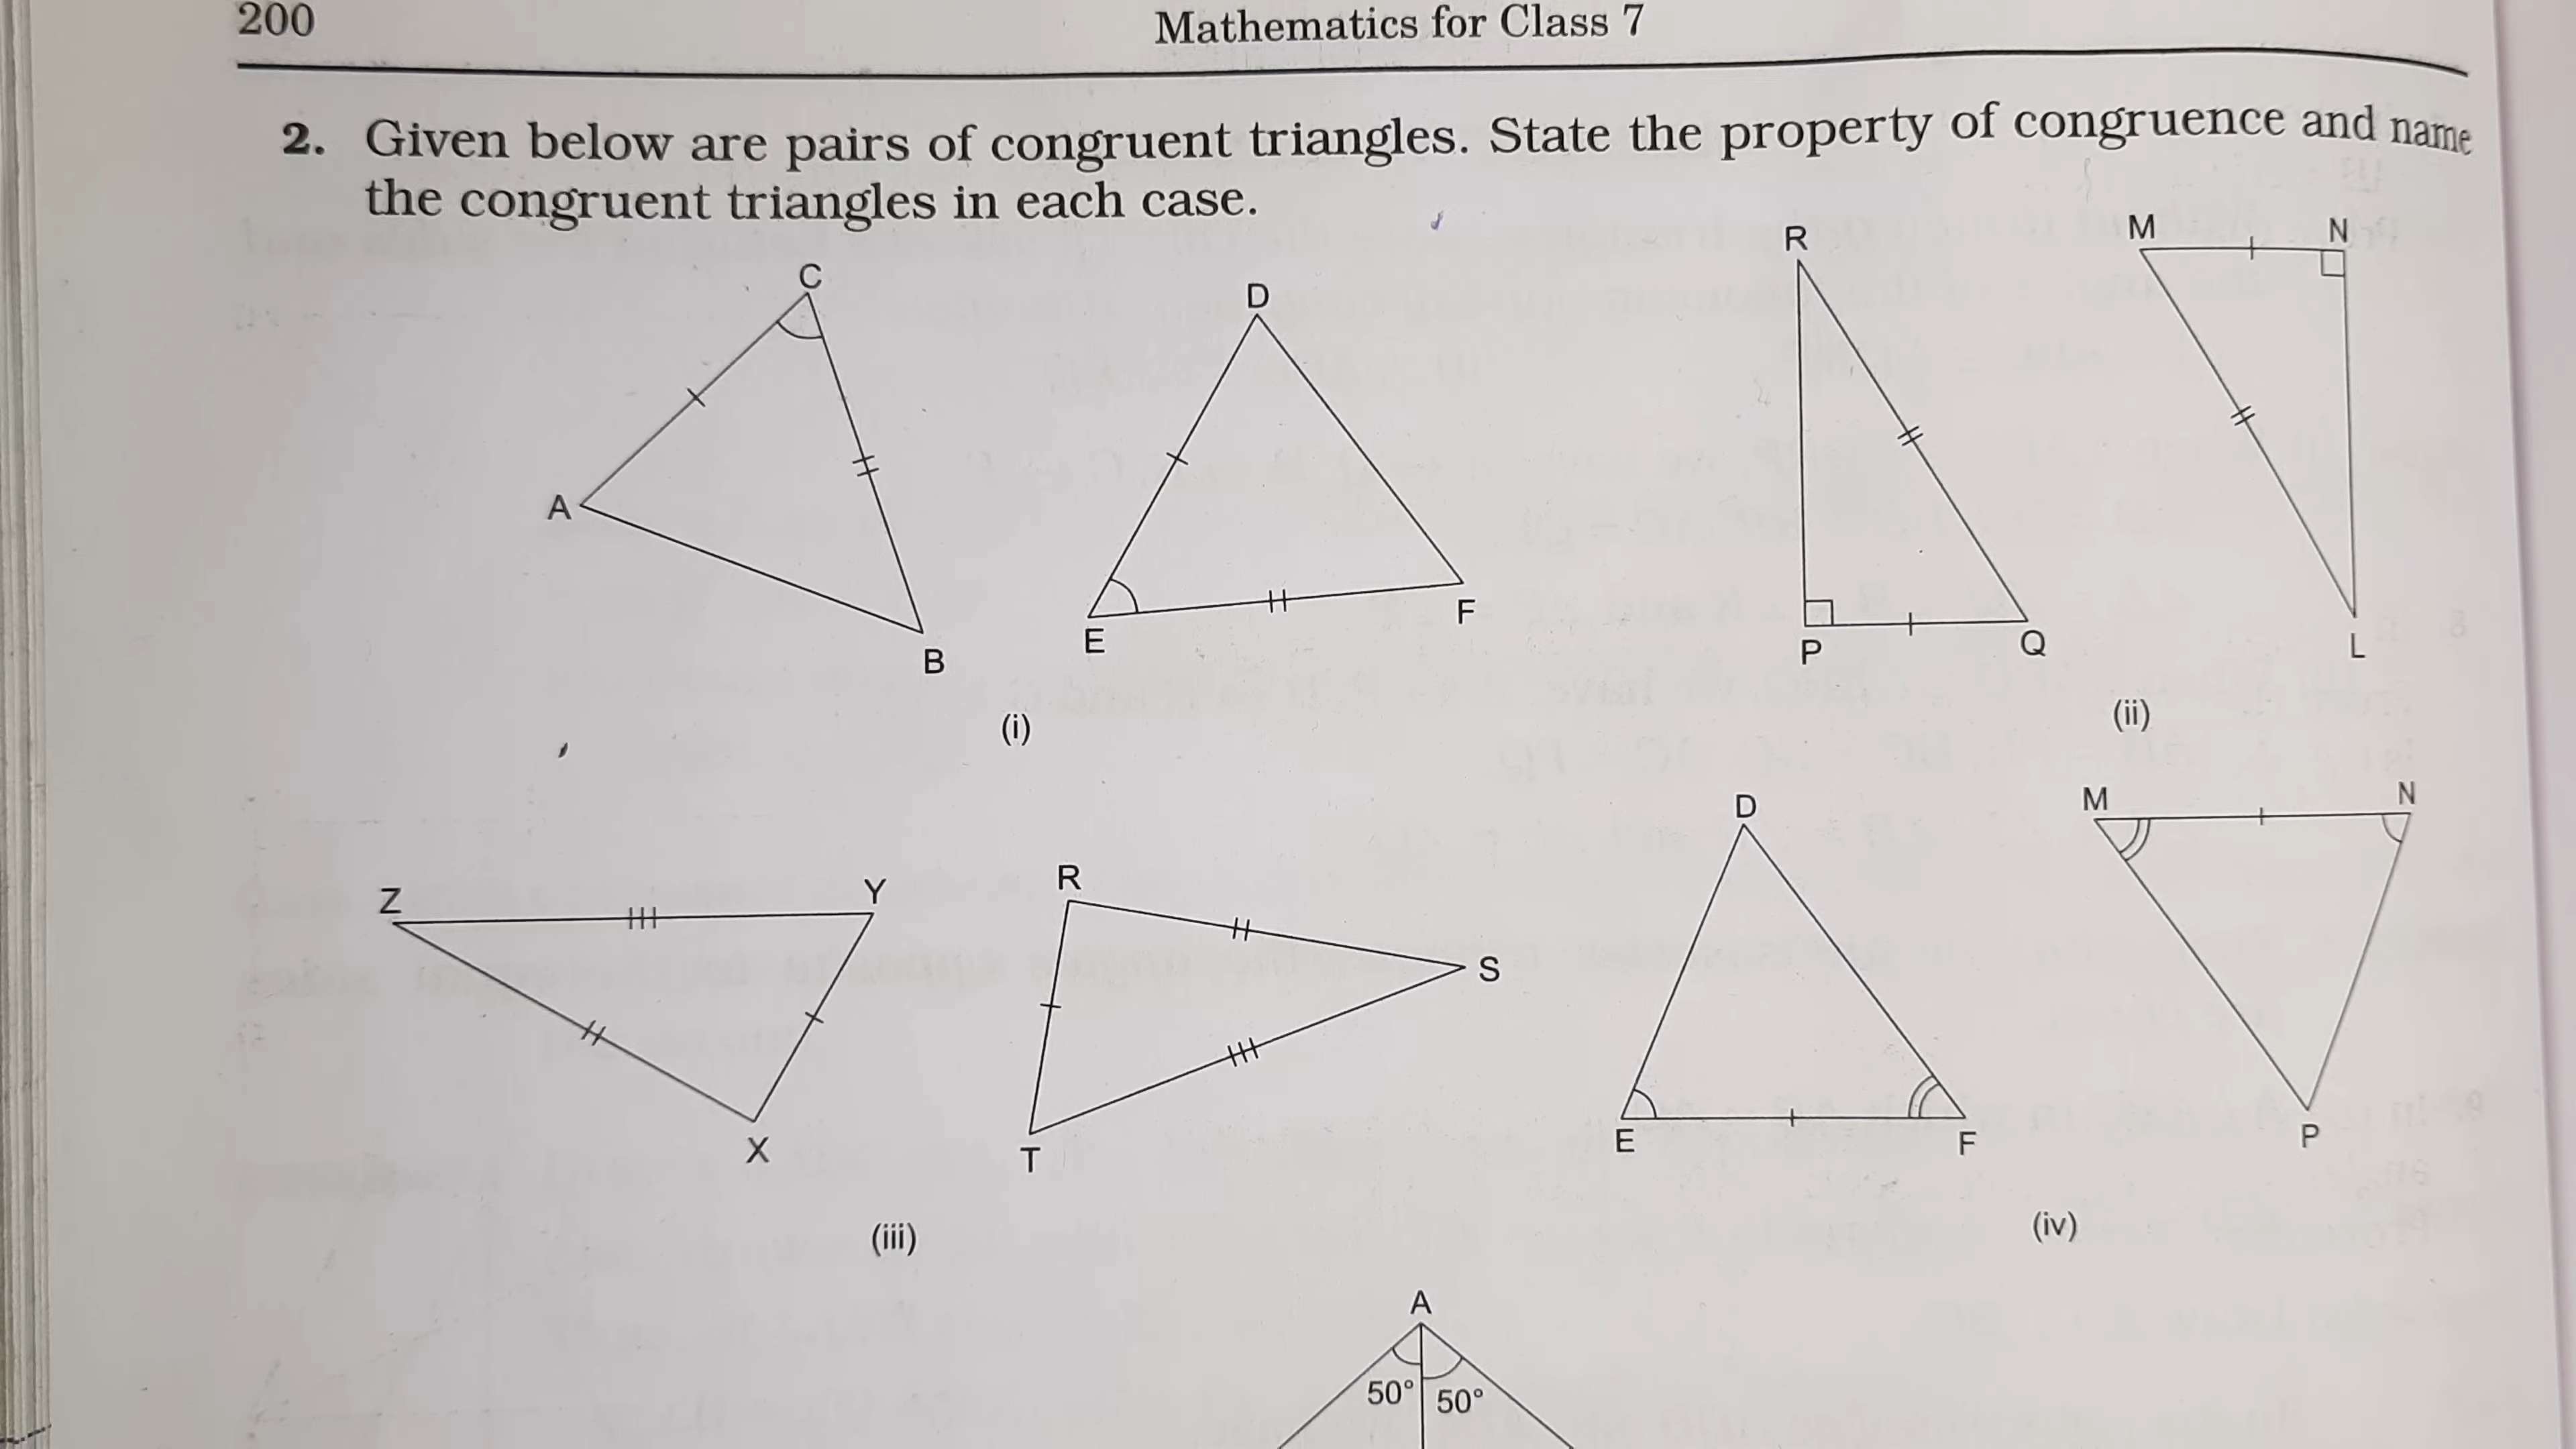 200
Mathematics for Class 7
2. Given below are pairs of congruent triangles. State the property of congruence and name
the congruent triangles in each case.
C
A
B
D
E
F
(i)
R
P
Q
M
N
L
(ii)
Z
Y
X
R
S
T
(iii)
D
E
F
M
N
P
(iv)
A
50° 50°